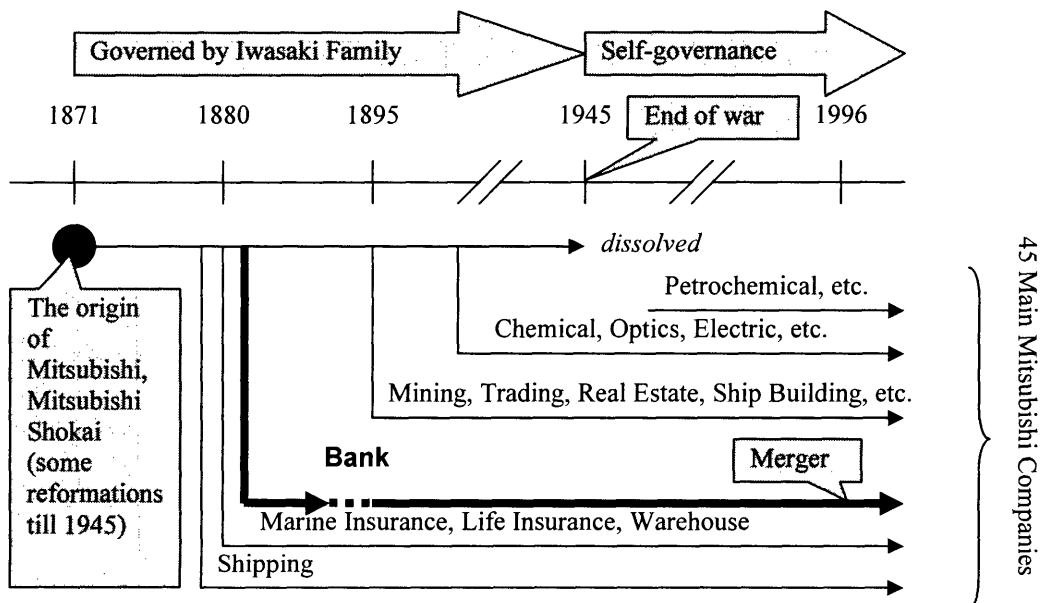 Governed by Iwasaki Family
Self-governance
1871
1880
1895
1945
End of war
1996
dissolved
The origin
of
Mitsubishi,
Mitsubishi
Shokai
(some
reformations
till 1945)
Petrochemical, etc.
Chemical, Optics, Electric, etc.
Mining, Trading, Real Estate, Ship Building, etc.
Bank
Merger
Marine Insurance, Life Insurance, Warehouse
Shipping
45 Main Mitsubishi Companies